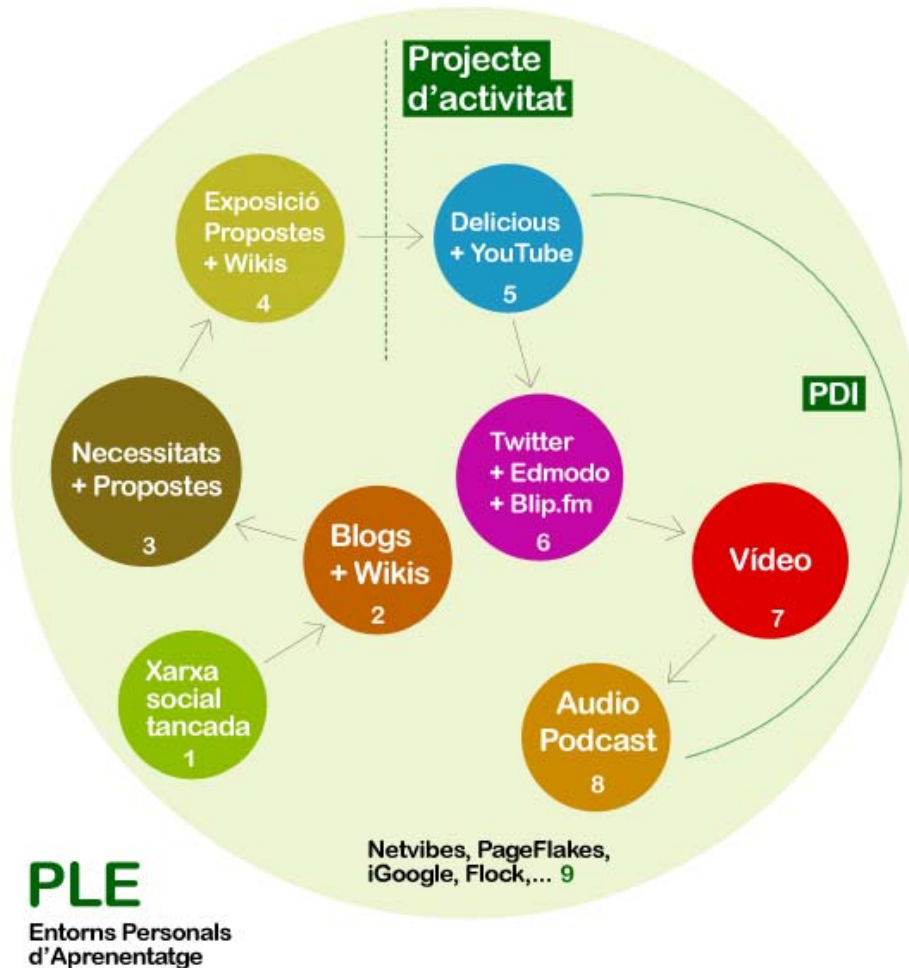 Projecte
d'activitat
Exposició
Propostes
+ Wikis
4
Delicious
+ YouTube
5
PDI
Necessitats
+ Propostes
3
Twitter
+ Edmodo
+ Blip.fm
6
Blogs
+ Wikis
2
Vídeo
7
Xarxa
social
tancada
1
Audio
Podcast
8
Netvibes, PageFlakes,
iGoogle, Flock,... 9
PLE
Entorns Personals
d'Aprenentatge